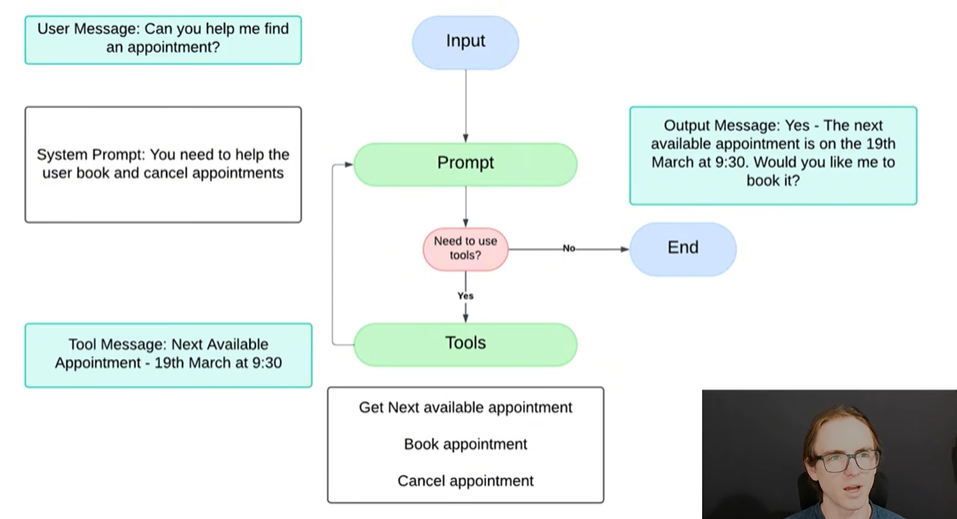 User Message: Can you help me find
an appointment?
Input
System Prompt: You need to help the
user book and cancel appointments
Prompt
Output Message: Yes - The next
available appointment is on the 19th
March at 9:30. Would you like me to
book it?
Need to use
tools?
No
End
Yes
Tool Message: Next Available
Appointment - 19th March at 9:30
Tools
Get Next available appointment
Book appointment
Cancel appointment